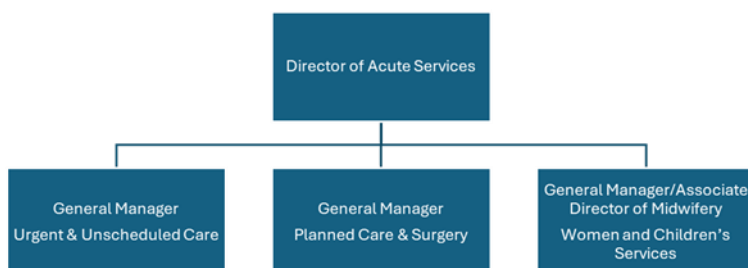 Director of Acute Services
General Manager
Urgent & Unscheduled Care
General Manager
Planned Care & Surgery
General Manager/Associate
Director of Midwifery
Women and Children's
Services